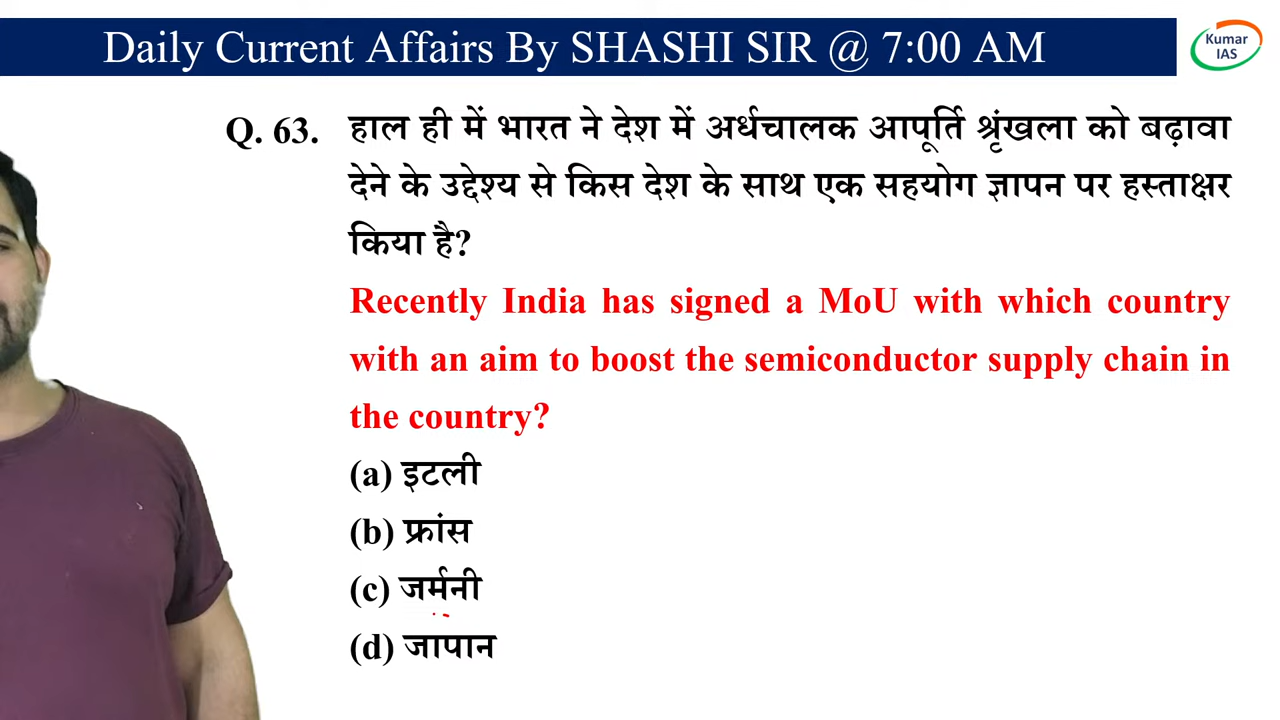 Daily Current Affairs By SHASHI SIR @ 7:00 AM
Kumar
IAS
Q. 63. हाल ही में भारत ने देश में अर्धचालक आपूर्ति श्रृंखला को बढ़ावा
देने के उद्देश्य से किस देश के साथ एक सहयोग ज्ञापन पर हस्ताक्षर
किया है?
Recently India has signed a MoU with which country
with an aim to boost the semiconductor supply chain in
the country?
(a) इटली
(b) फ्रांस
(c) जर्मनी
(d) जापान